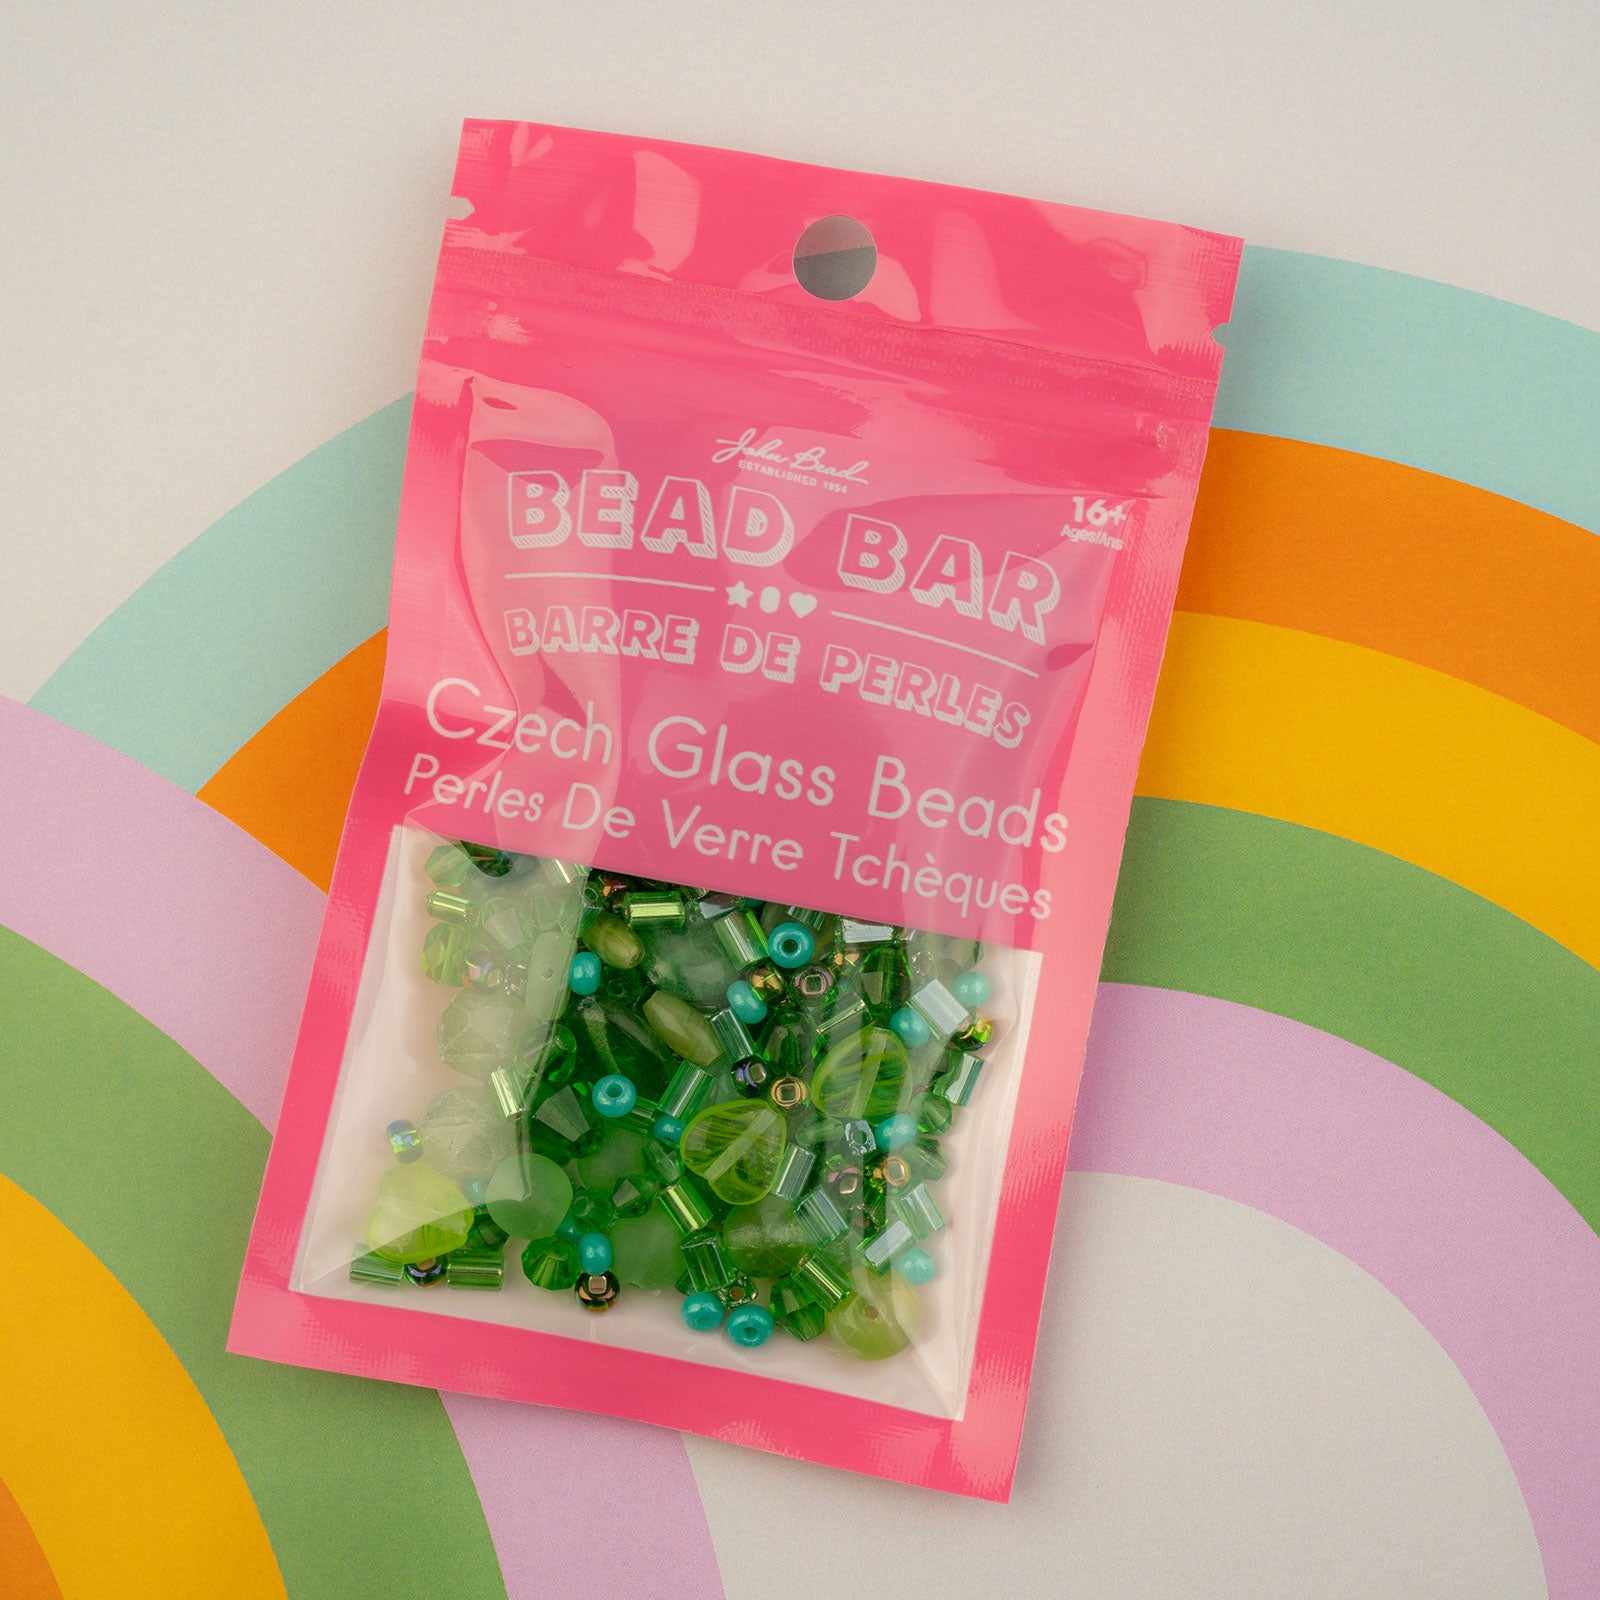 John Bead
ESTABLISHED 1954
BEAD BAR
16+
Ages/Ans
BARRE DE PERLES
Czech Glass Beads
Perles De Verre Tchèques